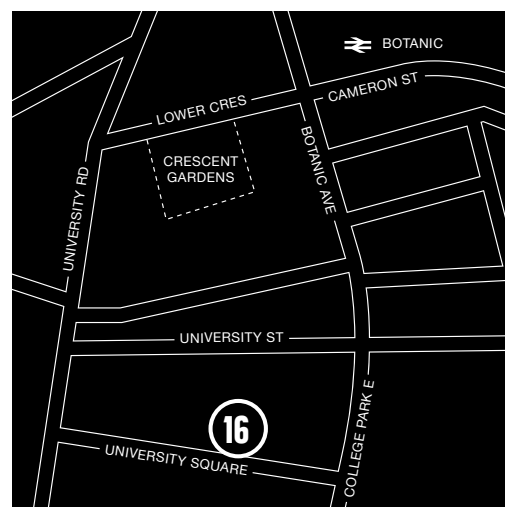 BOTANIC
CAMERON ST
LOWER CRES
CRESCENT
GARDENS
BOTANIC AVE
UNIVERSITY RD
UNIVERSITY ST
16
UNIVERSITY SQUARE
COLLEGE PARK E